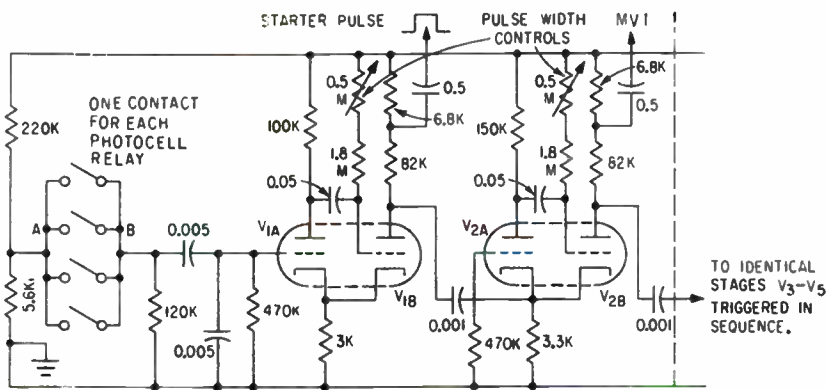 STARTER PULSE
PULSE WIDTH
CONTROLS
MV1
ONE CONTACT
FOR EACH
PHOTOCELL
RELAY
220K
100K
0.5
M
0.5
6.8K
1.8
M
82K
0.05
150K
0.5
M
6.8K
0.5
1.8
M
82K
0.05
A
B
0.005
V1A
V1B
V2A
V2B
5.6K
120K
0.005
470K
3K
0.001
470K
3.3K
0.001
TO IDENTICAL
STAGES V3-V5
TRIGGERED IN
SEQUENCE.